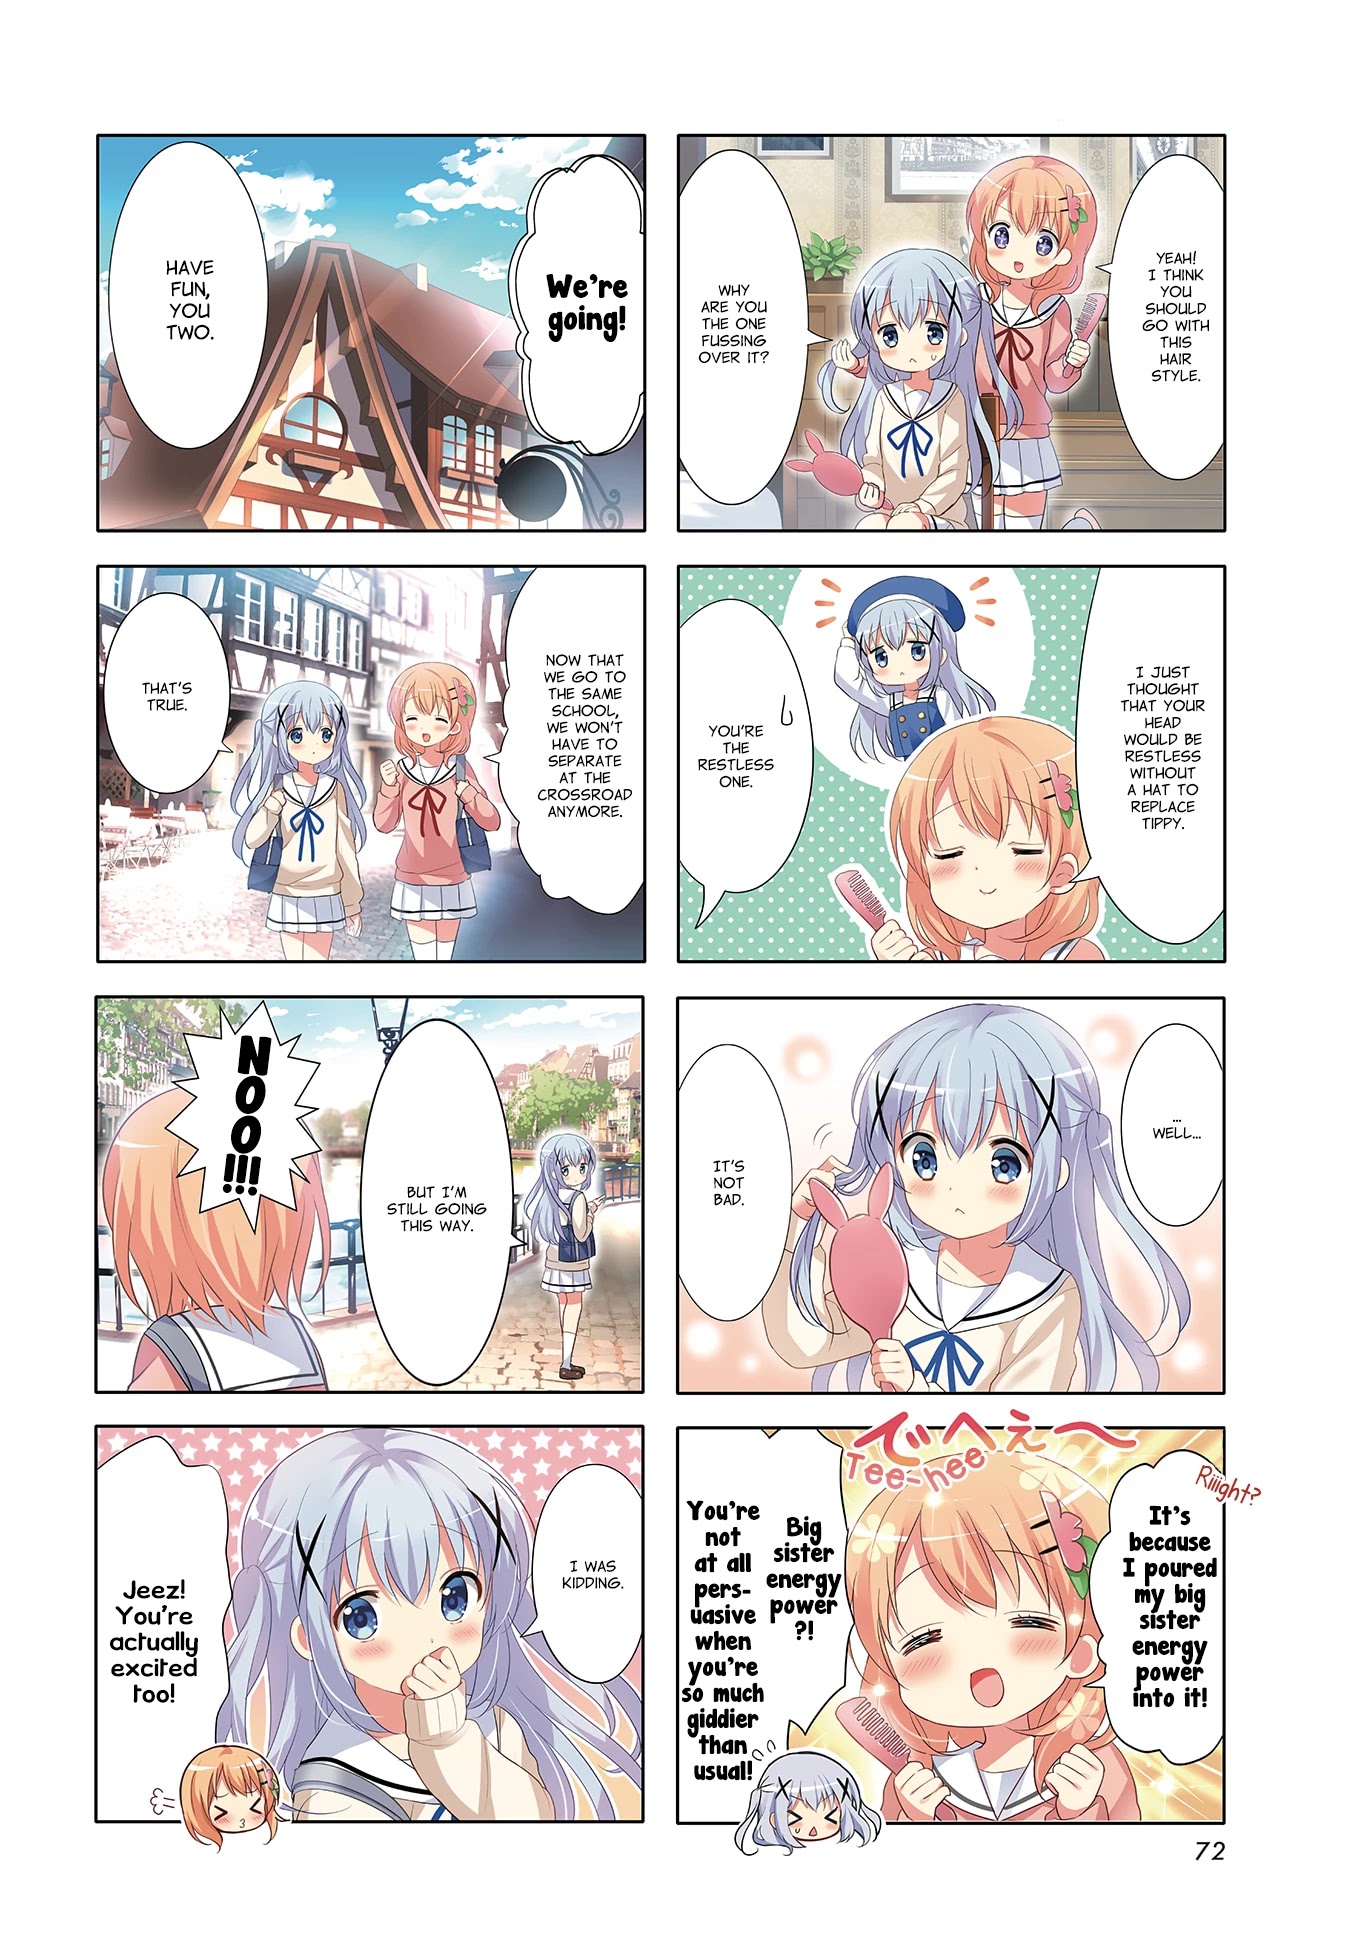 YEAH!
I THINK
YOU
SHOULD
GO WITH
THIS
HAIR
STYLE.
WHY
ARE YOU
THE ONE
FUSSING
OVER IT?
I JUST
THOUGHT
THAT YOUR
HEAD
WOULD BE
RESTLESS
WITHOUT
A HAT TO
REPLACE
TIPPY.
YOU'RE
THE
RESTLESS
ONE.
...
WELL...
IT'S
NOT
BAD.
でへぇ〜
Tee-hee
Riiight?
It's
because
I poured
my big
sister
energy
power
into it!
Big
sister
energy
power
?!
You're
not
at all
pers-
uasive
when
you're
so much
giddier
than
usual!
We're
going!
HAVE
FUN,
YOU
TWO.
NOW THAT
WE GO TO
THE SAME
SCHOOL,
WE WON'T
HAVE TO
SEPARATE
AT THE
CROSSROAD
ANYMORE.
THAT'S
TRUE.
BUT I'M
STILL GOING
THIS WAY.
NOO!!!
I WAS
KIDDING.
Jeez!
You're
actually
excited
too!
72